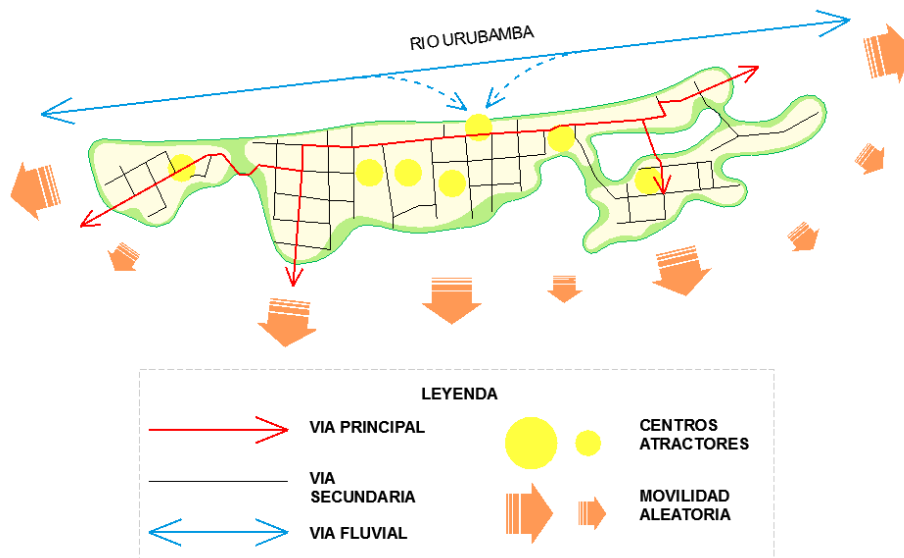 RIO URUBAMBA
LEYENDA
VIA PRINCIPAL
VIA
SECUNDARIA
VIA FLUVIAL
CENTROS
ATRACTORES
MOVILIDAD
ALEATORIA